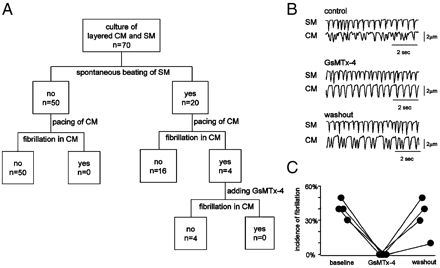 A
culture of
layered CM and SM
n=70
spontaneous beating of SM
no
n=50
yes
n=20
pacing of CM
pacing of CM
fibrillation in CM
fibrillation in CM
no
n=50
yes
n=0
no
n=16
yes
n=4
adding GsMTx-4
fibrillation in CM
no
n=4
yes
n=0
B
control
SM
CM
2μm
2 sec
GsMTx-4
SM
CM
2μm
2 sec
washout
SM
CM
2μm
2 sec
C
incidence of fibrillation
60%
30%
0%
baseline GsMTx-4 washout